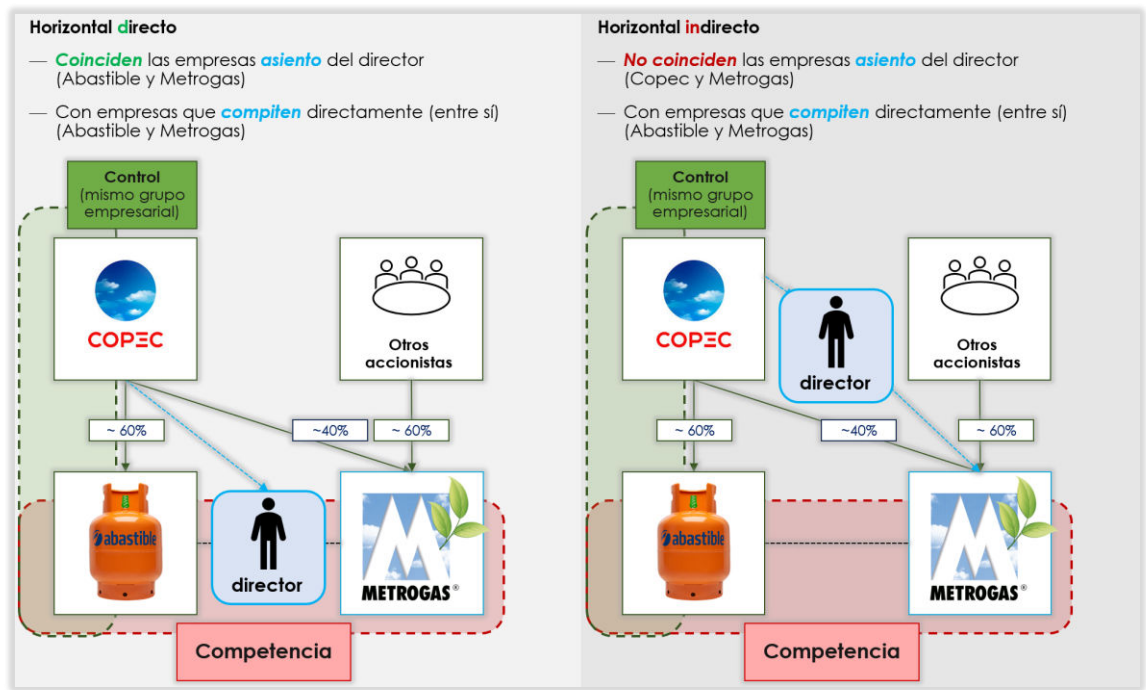 Horizontal directo
— Coinciden las empresas asiento del director
(Abastible y Metrogas)
— Con empresas que compiten directamente (entre sí)
(Abastible y Metrogas)
Control
(mismo grupo
empresarial)
COPEC
Otros
accionistas
~ 60%
~40%
~ 60%
abastible
director
METROGAS®
Competencia
Horizontal indirecto
— No coinciden las empresas asiento del director
(Copec y Metrogas)
— Con empresas que compiten directamente (entre sí)
(Abastible y Metrogas)
Control
(mismo grupo
empresarial)
COPEC
director
Otros
accionistas
~ 60%
~40%
~ 60%
abastible
METROGAS®
Competencia